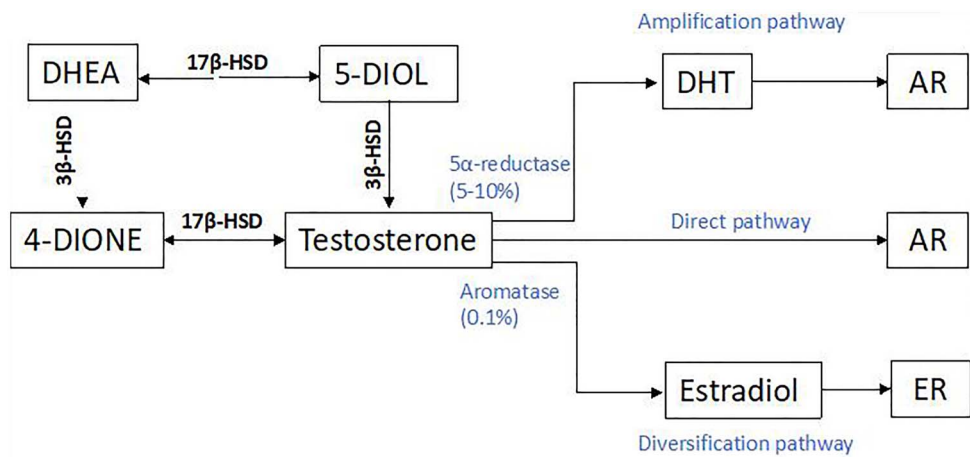 Amplification pathway
DHEA
17β-HSD
5-DIOL
DHT
AR
3β-HSD
3β-HSD
5α-reductase
(5-10%)
4-DIONE
17β-HSD
Testosterone
Direct pathway
AR
Aromatase
(0.1%)
Estradiol
ER
Diversification pathway